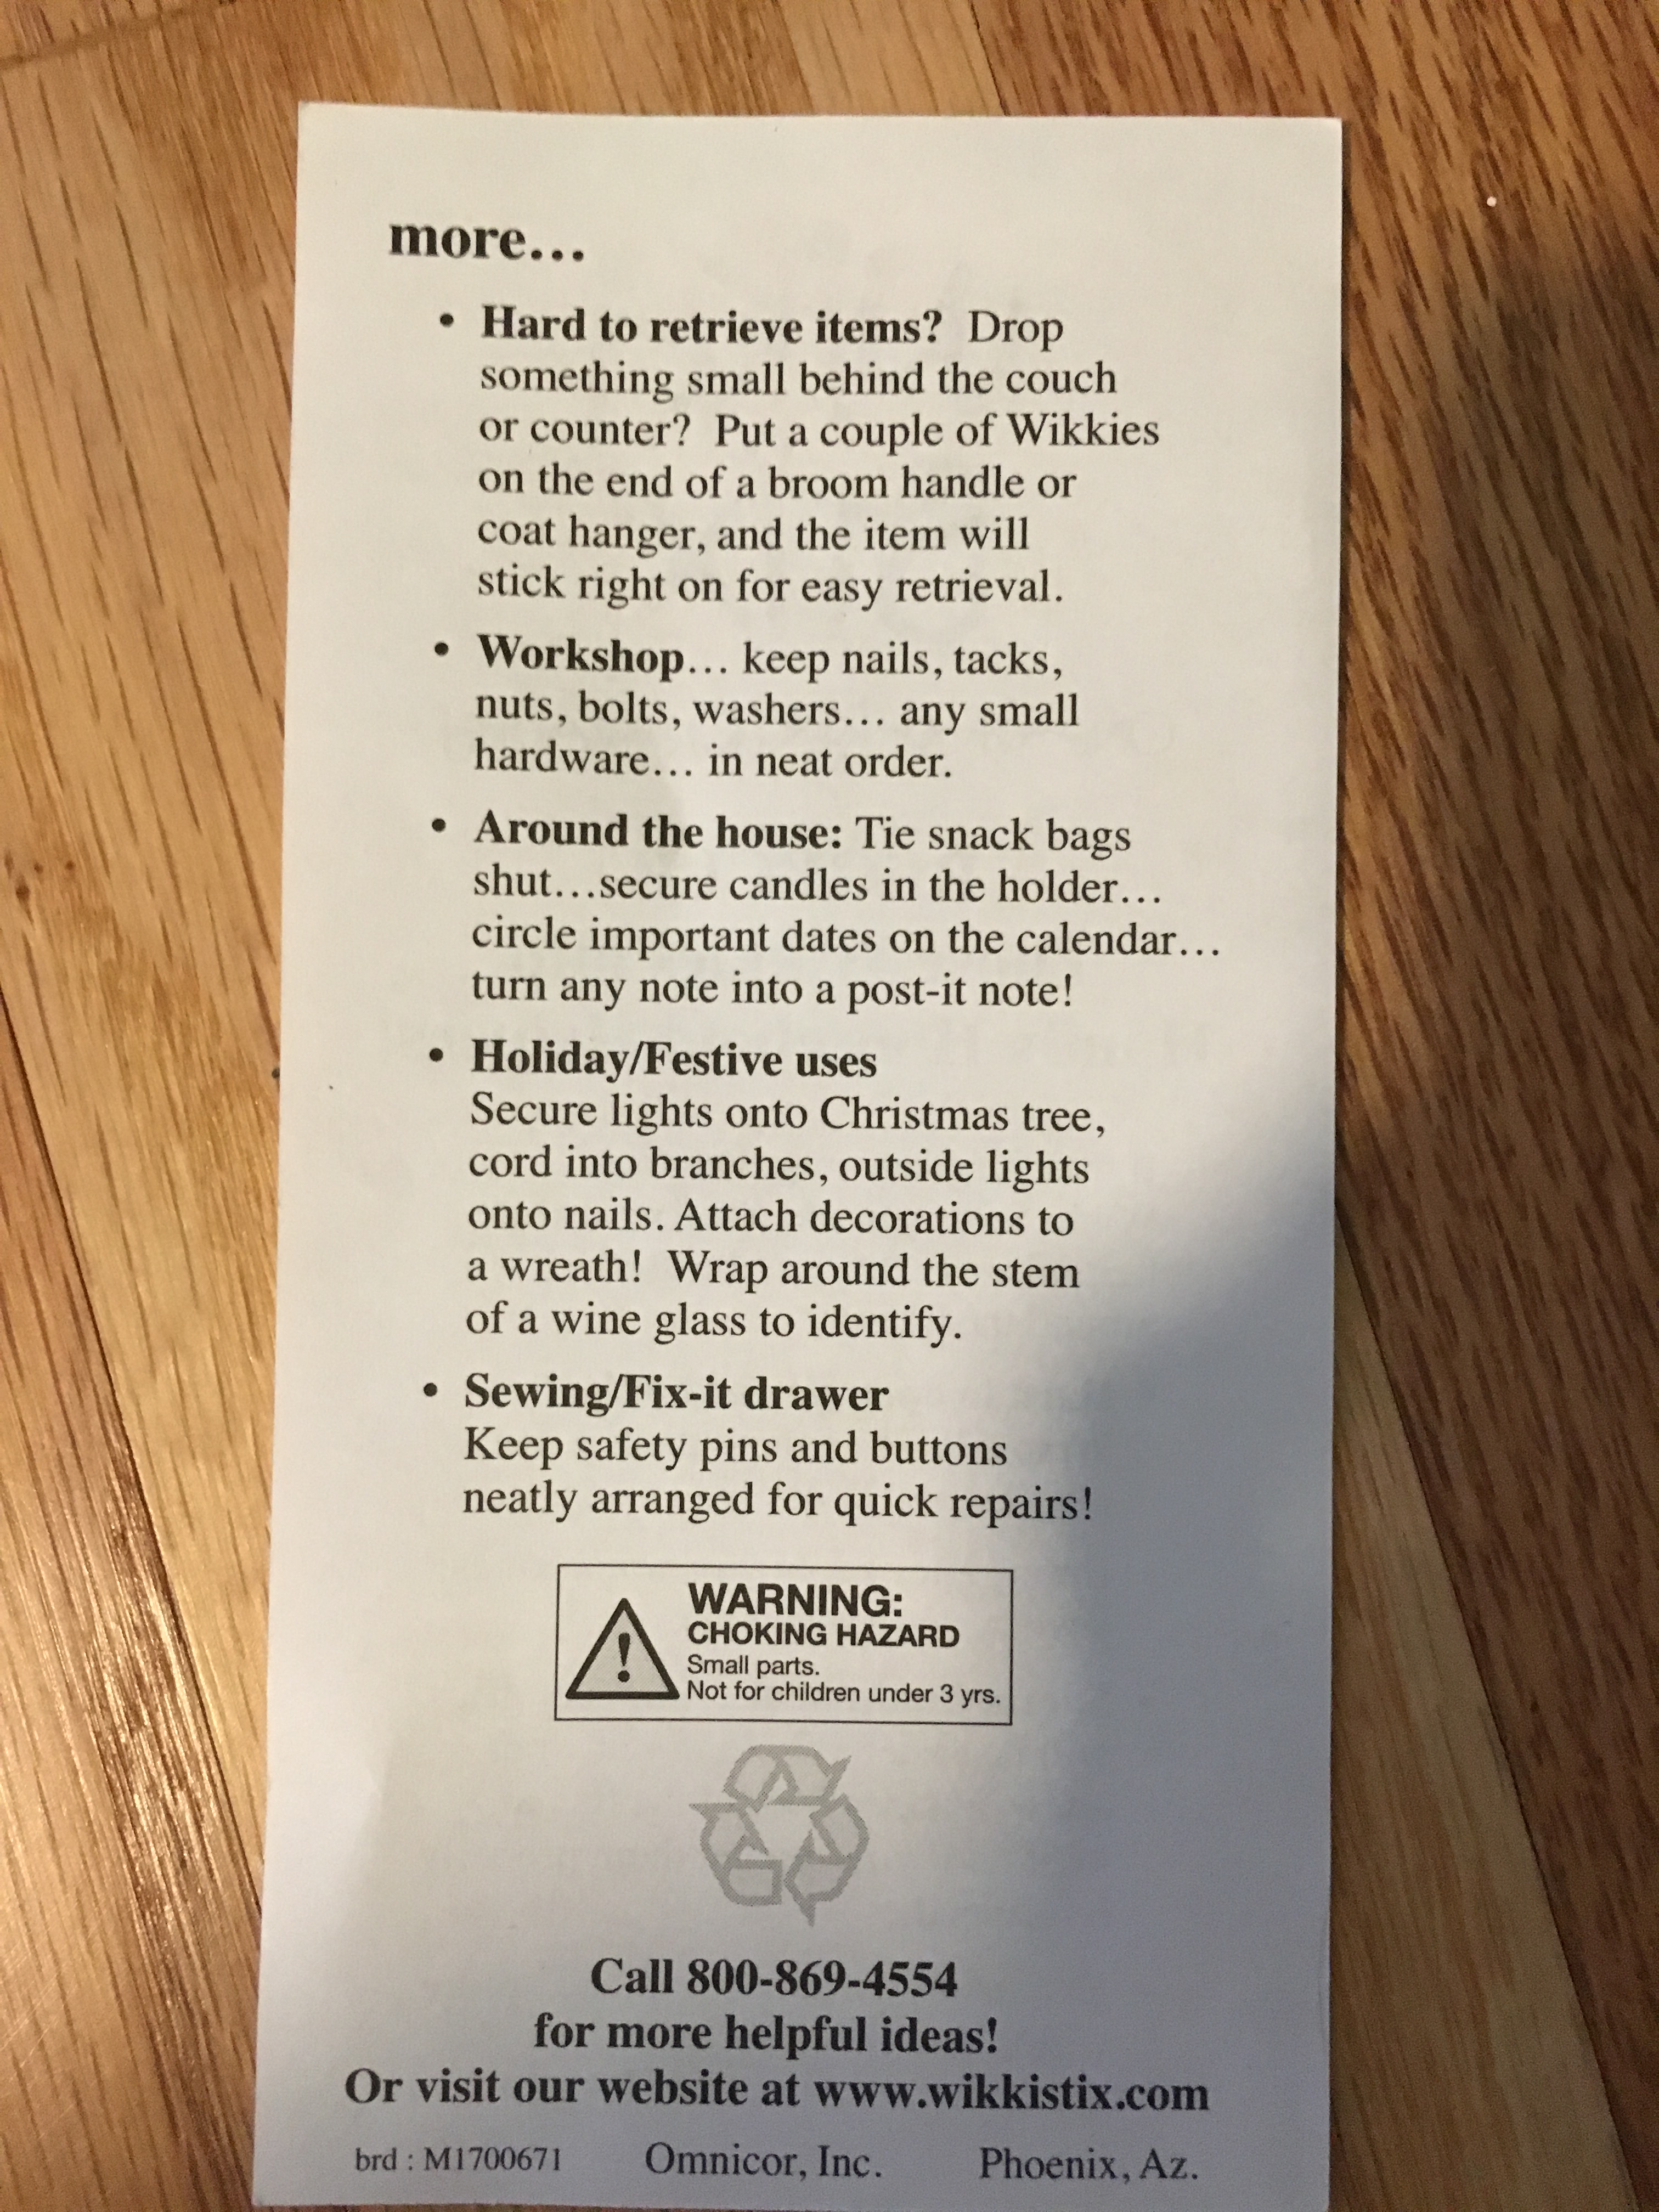 more...
• Hard to retrieve items? Drop
something small behind the couch
or counter? Put a couple of Wikkies
on the end of a broom handle or
coat hanger, and the item will
stick right on for easy retrieval.
• Workshop... keep nails, tacks,
nuts, bolts, washers... any small
hardware... in neat order.
• Around the house: Tie snack bags
shut...secure candles in the holder...
circle important dates on the calendar...
turn any note into a post-it note!
• Holiday/Festive uses
Secure lights onto Christmas tree,
cord into branches, outside lights
onto nails. Attach decorations to
a wreath! Wrap around the stem
of a wine glass to identify.
• Sewing/Fix-it drawer
Keep safety pins and buttons
neatly arranged for quick repairs!
WARNING:
CHOKING HAZARD
Small parts.
Not for children under 3 yrs.
Call 800-869-4554
for more helpful ideas!
Or visit our website at www.wikkistix.com
brd : M1700671 Omnicor, Inc. Phoenix, Az.